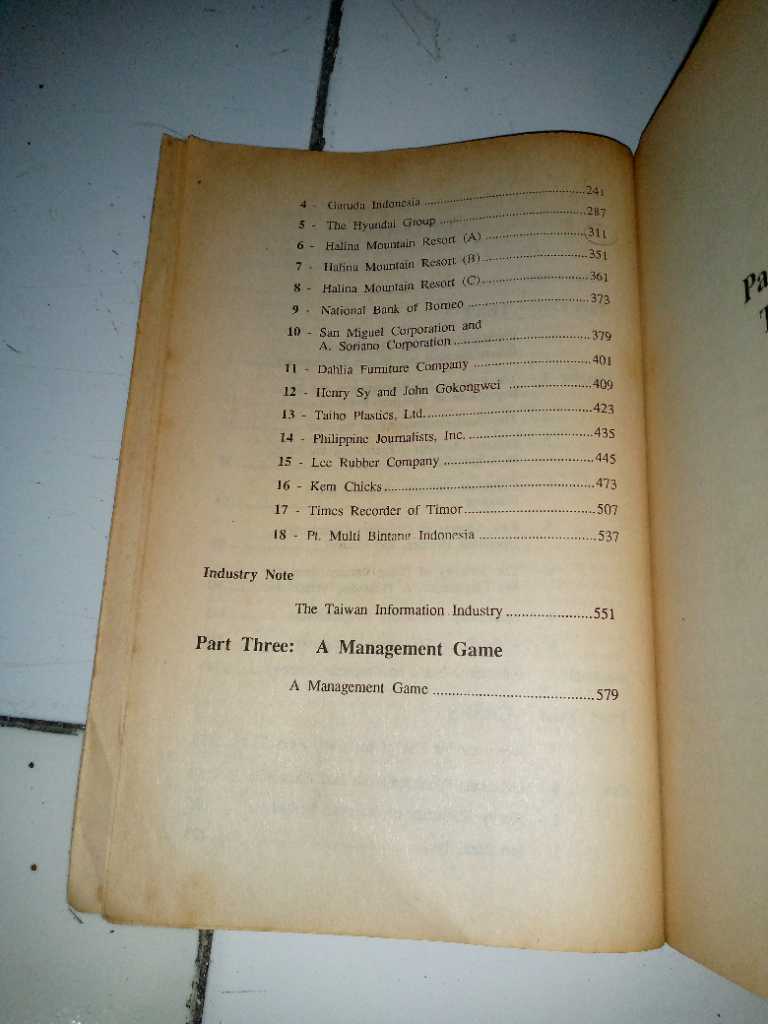 4 - Garuda Indonesia ........................................241
5 - The Hyundai Group ....................................287
6 - Halina Mountain Resort (A) ..........................311
7 - Halina Mountain Resort (B) ..........................351
8 - Halina Mountain Resort (C) ..........................361
9 - National Bank of Borneo ..............................373
10 - San Miguel Corporation and
A. Soriano Corporation ..................................379
11 - Dahlia Furniture Company ...........................401
12 - Henry Sy and John Gokongwei .....................409
13 - Taiho Plastics, Ltd. .....................................423
14 - Philippine Journalists, Inc. ............................435
15 - Lee Rubber Company ..................................445
16 - Kem Chicks ................................................473
17 - Times Recorder of Timor ..............................507
18 - Pt. Multi Bintang Indonesia ...........................537
Industry Note
The Taiwan Information Industry ......................551
Part Three: A Management Game
A Management Game .........................................579
Pa